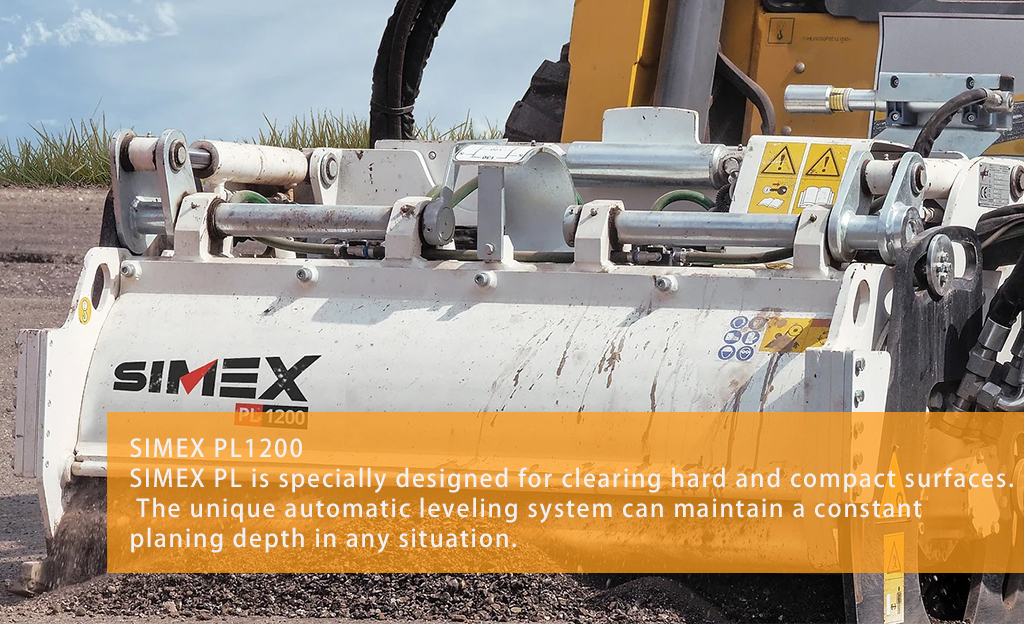 SIMEX
PL 1200
SIMEX PL1200
SIMEX PL is specially designed for clearing hard and compact surfaces.
The unique automatic leveling system can maintain a constant
planing depth in any situation.